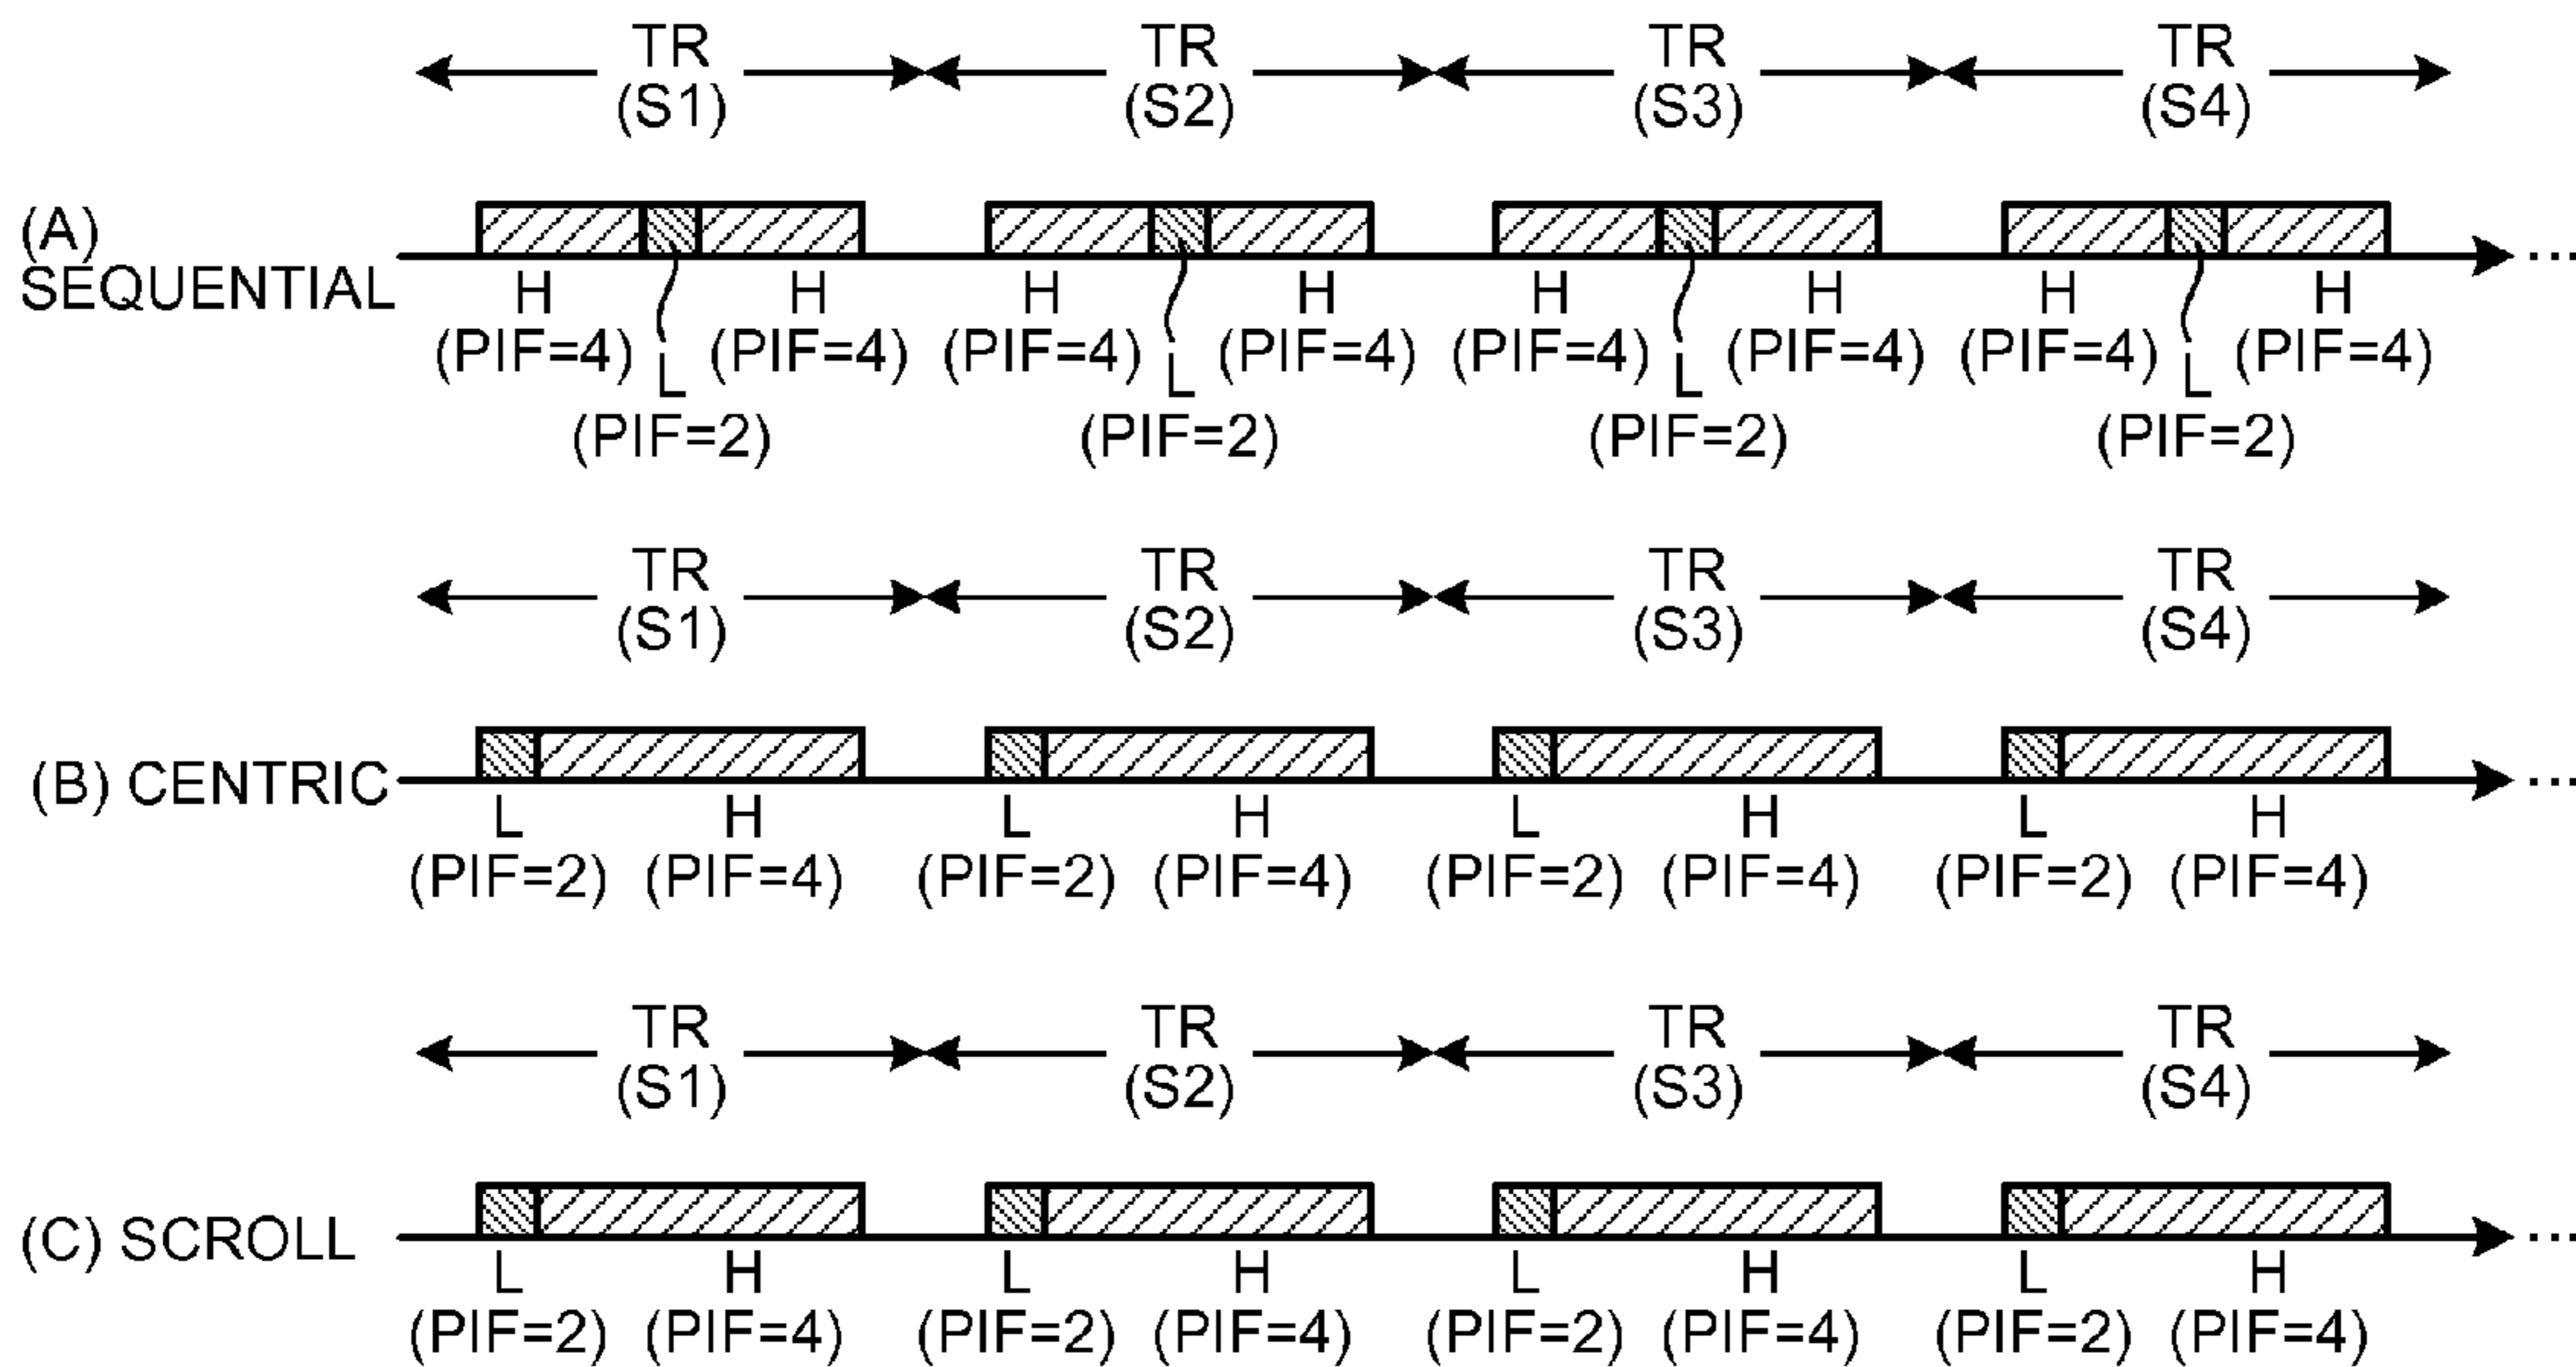 TR TR TR TR
(S1) (S2) (S3) (S4)
(A)
SEQUENTIAL ...
H H H H H H H H
(PIF=4) (PIF=4) (PIF=4) (PIF=4) (PIF=4) (PIF=4) (PIF=4) (PIF=4)
L L L L
(PIF=2) (PIF=2) (PIF=2) (PIF=2)
TR TR TR TR
(S1) (S2) (S3) (S4)
(B) CENTRIC ...
L H L H L H L H
(PIF=2) (PIF=4) (PIF=2) (PIF=4) (PIF=2) (PIF=4) (PIF=2) (PIF=4)
TR TR TR TR
(S1) (S2) (S3) (S4)
(C) SCROLL ...
L H L H L H L H
(PIF=2) (PIF=4) (PIF=2) (PIF=4) (PIF=2) (PIF=4) (PIF=2) (PIF=4)